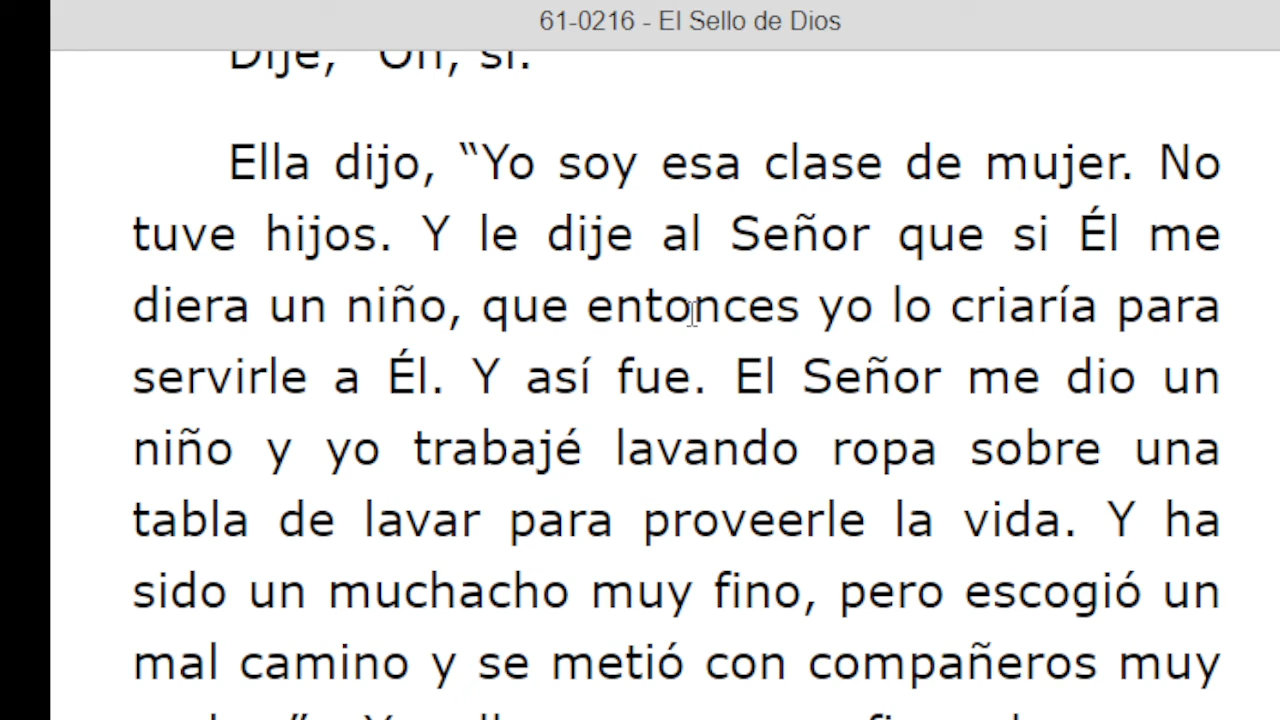 61-0216 - El Sello de Dios
Dije, “Oh, sí.
Ella dijo, “Yo soy esa clase de mujer. No
tuve hijos. Y le dije al Señor que si Él me
diera un niño, que entonces yo lo criaría para
servirle a Él. Y así fue. El Señor me dio un
niño y yo trabajé lavando ropa sobre una
tabla de lavar para proveerle la vida. Y ha
sido un muchacho muy fino, pero escogió un
mal camino y se metió con compañeros muy